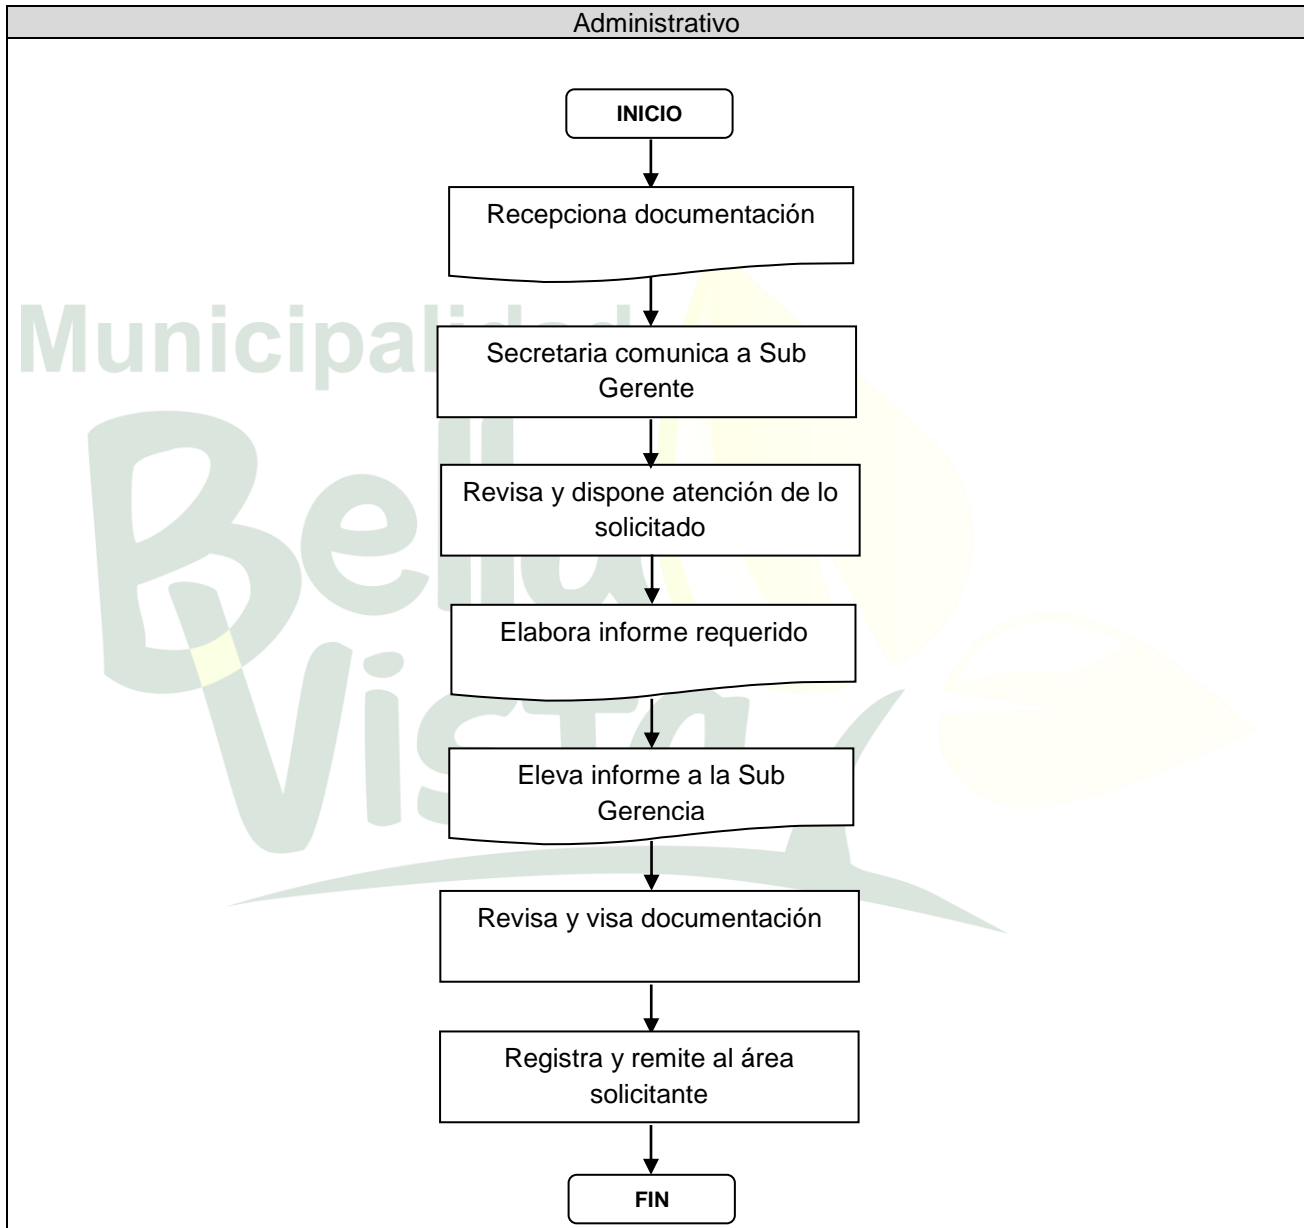 Administrativo
INICIO
Recepciona documentación
Municipalidad
Secretaria comunica a Sub
Gerente
Bella
Revisa y dispone atención de lo
solicitado
Elabora informe requerido
Vista
Eleva informe a la Sub
Gerencia
Revisa y visa documentación
Registra y remite al área
solicitante
FIN